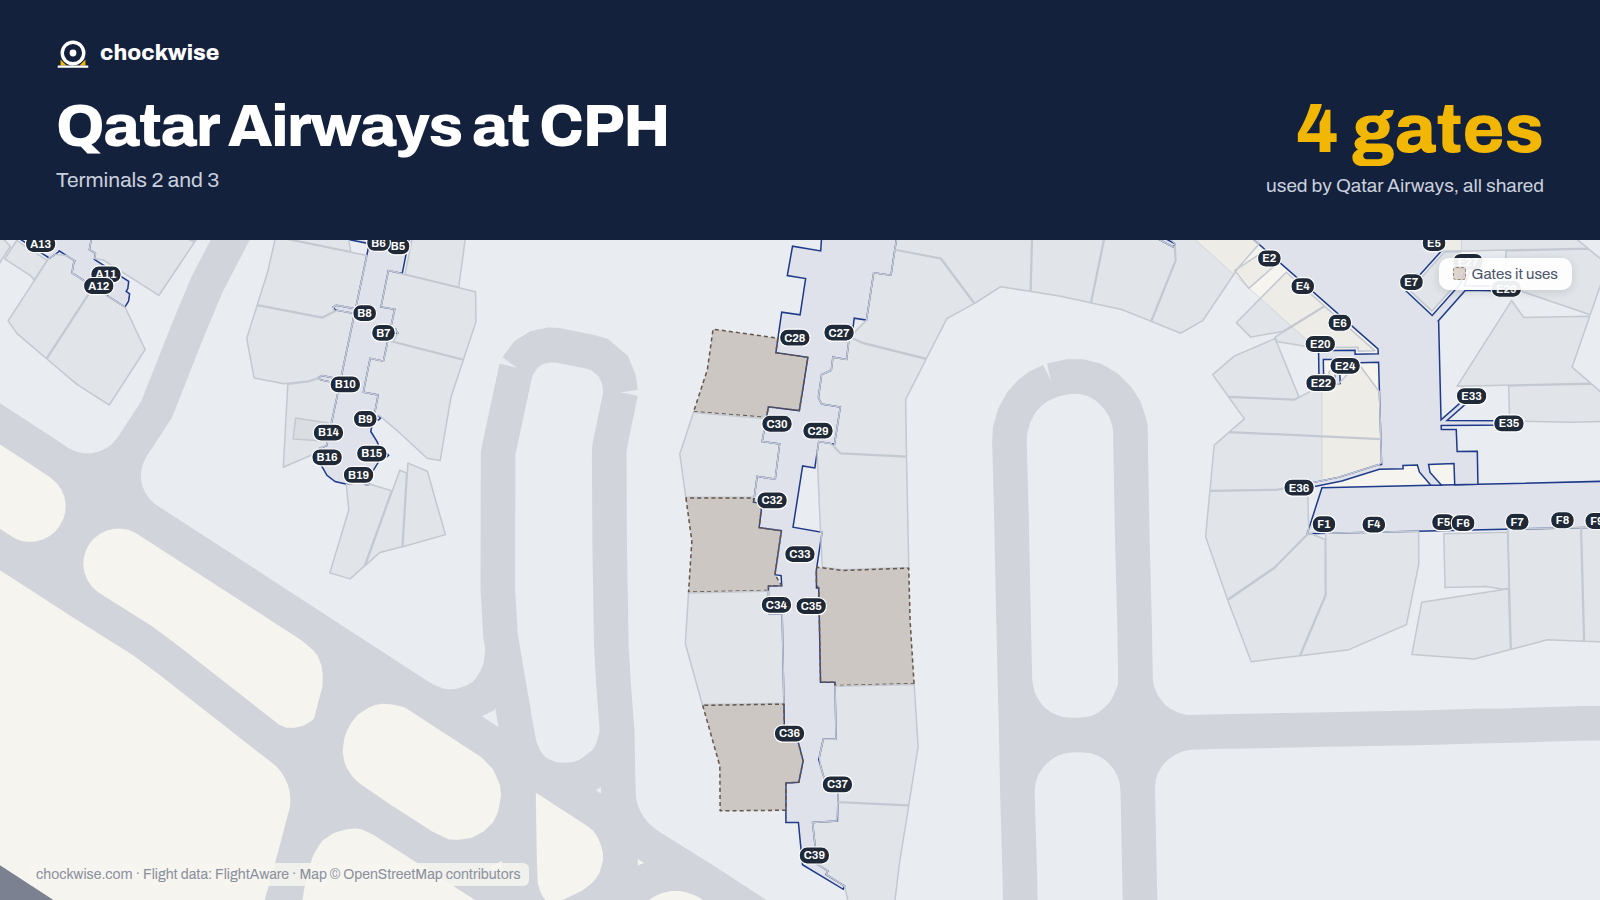 chockwise
Qatar Airways at CPH
Terminals 2 and 3
4 gates
used by Qatar Airways, all shared
A13
B6
B5
E5
E2
A11
A12
E7
Gates it uses
E4
B8
B7
C28
C27
E6
E20
E24
E22
B10
E33
B9
C30
C29
E35
B14
B16
B15
B19
C32
E36
F1
F4
F5
F6
F7
F8
C33
C34
C35
C36
C37
C39
chockwise.com · Flight data: FlightAware · Map © OpenStreetMap contributors